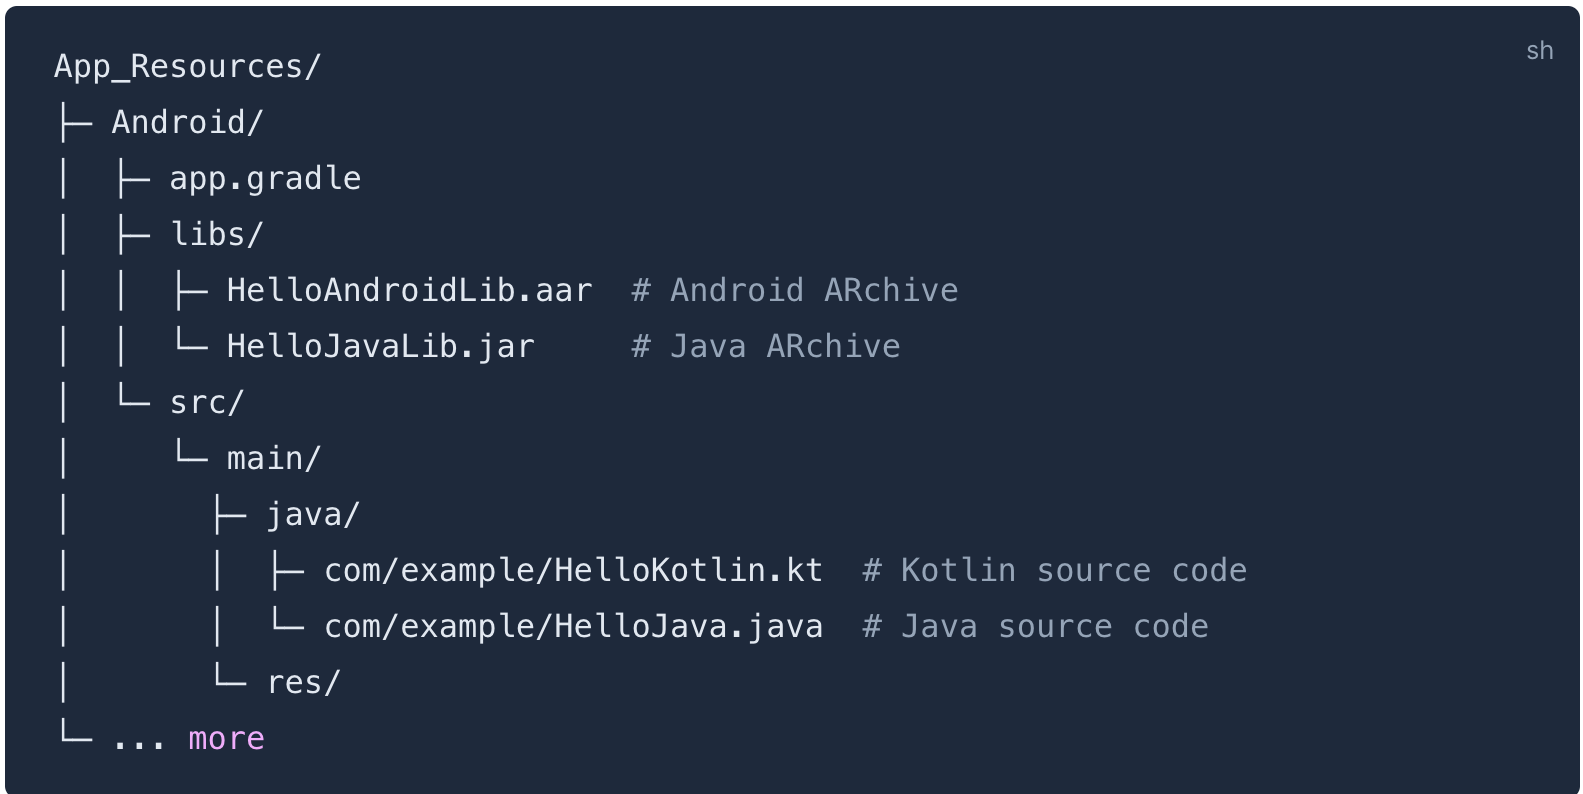 sh
App_Resources/
├─ Android/
│  ├─ app.gradle
│  ├─ libs/
│  │  ├─ HelloAndroidLib.aar  # Android ARchive
│  │  └─ HelloJavaLib.jar     # Java ARchive
│  └─ src/
│     └─ main/
│       ├─ java/
│       │  ├─ com/example/HelloKotlin.kt  # Kotlin source code
│       │  └─ com/example/HelloJava.java  # Java source code
│       └─ res/
└─ ... more